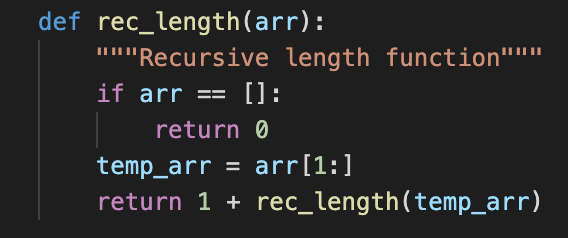 def rec_length(arr):
    """Recursive length function"""
    if arr == []:
        return 0
    temp_arr = arr[1:]
    return 1 + rec_length(temp_arr)